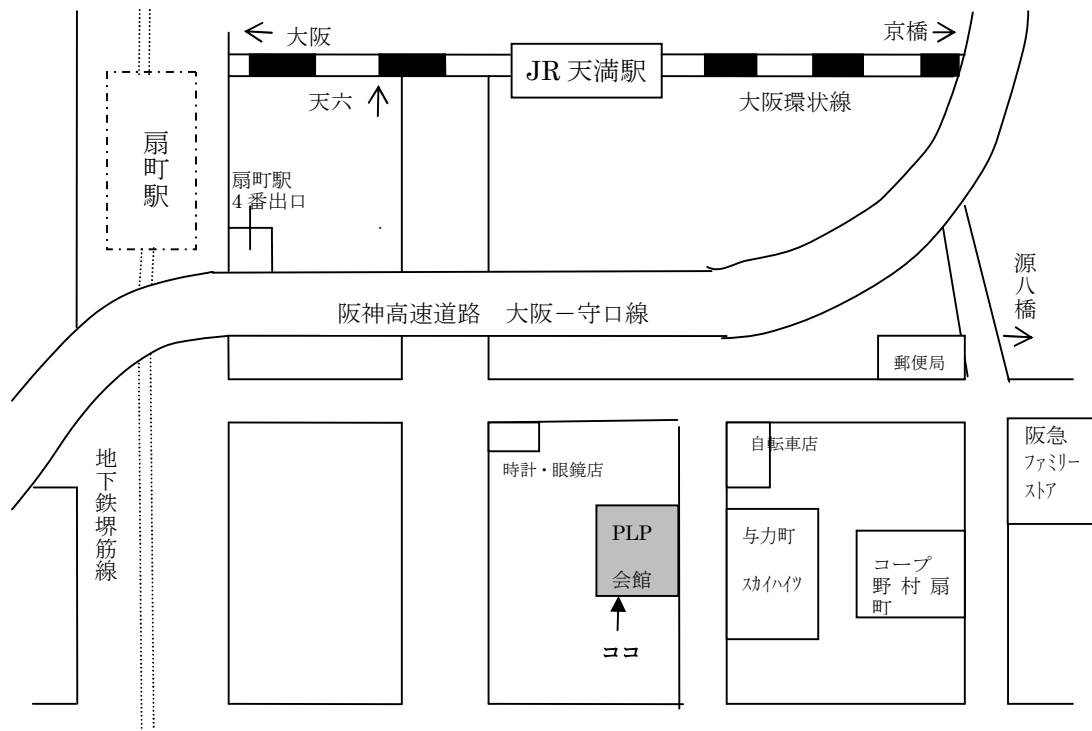 大阪
京橋
JR 天満駅
天六
大阪環状線
扇町駅
扇町駅
4 番出口
源八橋
阪神高速道路　大阪－守口線
郵便局
自転車店
時計・眼鏡店
阪急
ﾌｧﾐﾘｰ
ｽﾄｱ
地下鉄堺筋線
PLP
会館
与力町
ｽｶｲﾊｲﾂ
コープ
野 村 扇
町
ココ